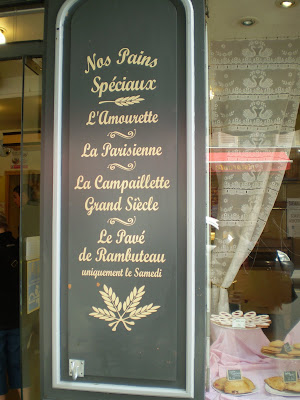 Nos Pains
Spéciaux
L'Amourette
La Parisienne
La Campaillette
Grand Siècle
Le Pavé
de Rambuteau
uniquement le Samedi